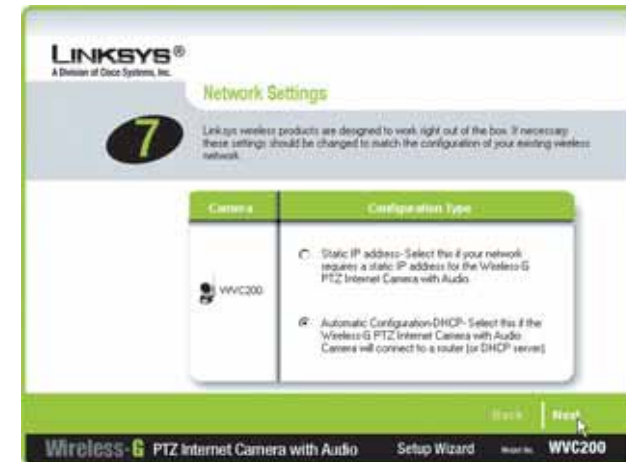 LINKSYS®
A Division of Cisco Systems, Inc.
Network Settings
7
Linksys wireless products are designed to work right out of the box. If necessary
these settings should be changed to match the configuration of your existing wireless
network.
Camera
Configuration Type
WVC200
Static IP address- Select this if your network
requires a static IP address for the Wireless-G
PTZ Internet Camera with Audio
Automatic Configuration-DHCP- Select this if the
Wireless-G PTZ Internet Camera with Audio
Camera will connect to a router (or DHCP server)
Back
Next
Wireless-G PTZ Internet Camera with Audio
Setup Wizard
Model No.
WVC200